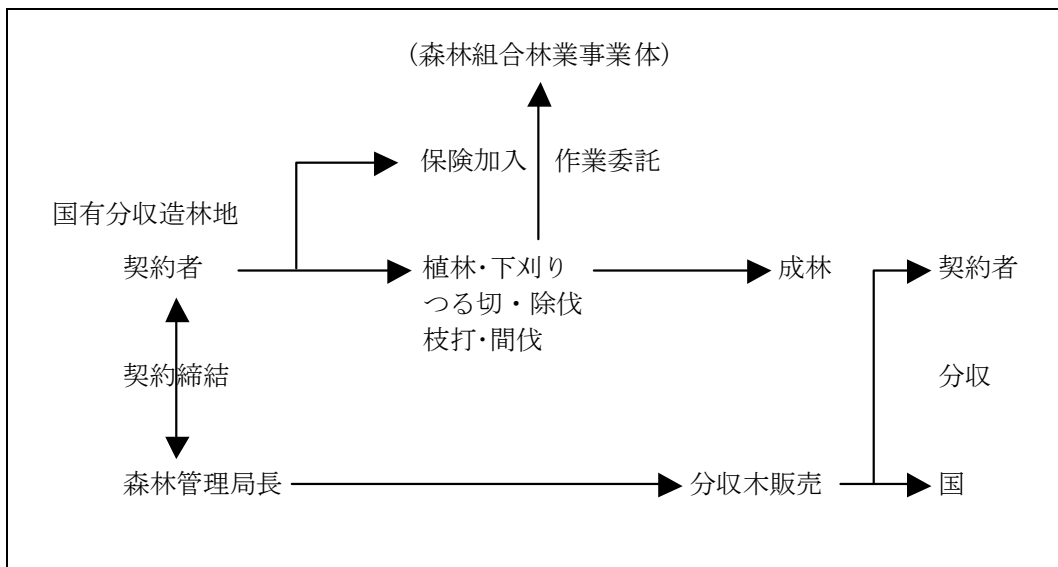 （森林組合林業事業体）
保険加入 作業委託
国有分収造林地
契約者 植林・下刈り 成林 契約者
つる切・除伐
枝打・間伐
契約締結 分収
森林管理局長 分収木販売 国